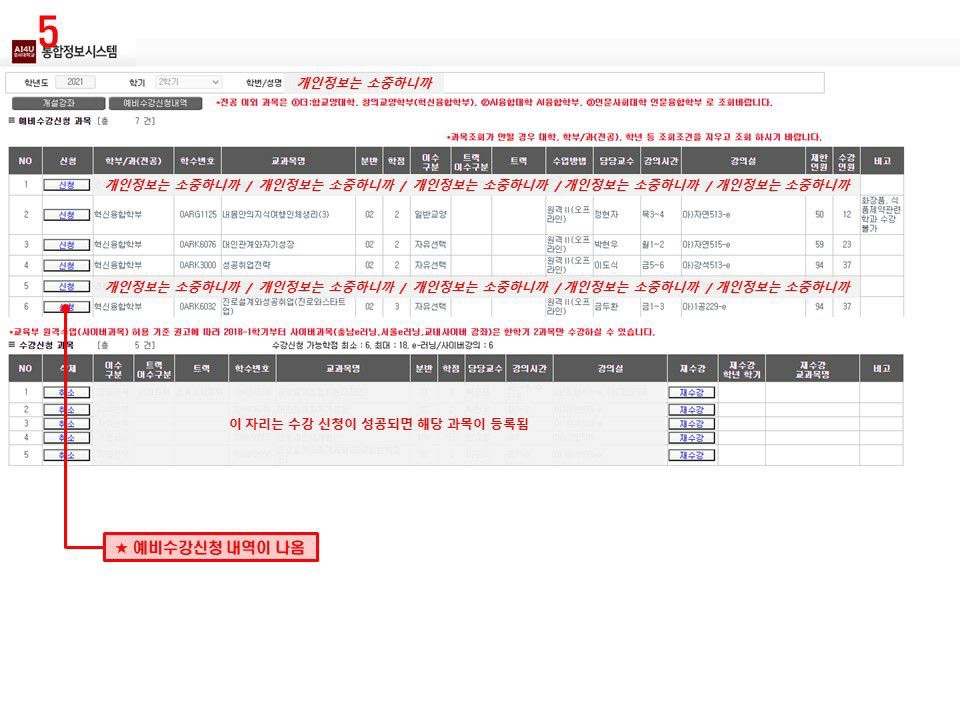 5
AI4U
통합정보시스템
학년도 2021 학기 2학기 학번/성명 개인정보는 소중하니까
개설강좌 예비수강신청내역 *전공 이외 과목은 ①더:함교양대학, 창의교양학부(혁신융합학부), ②AI융합대학 AI융합학부, ③인문사회대학 인문융합학부 로 조회바랍니다.
예비수강신청 과목 [총 7 건]
*과목조회가 안될 경우 대학, 학부/과(전공), 학년 등 조회조건을 지우고 조회 하시기 바랍니다.
NO 신청 학부/과(전공) 학수번호 교과목명 분반 학점 이수구분 트랙이수구분 트랙 수업방법 담당교수 강의시간 강의실 제한인원 수강인원 비고
1 신청 개인정보는 소중하니까 / 개인정보는 소중하니까 / 개인정보는 소중하니까 / 개인정보는 소중하니까 / 개인정보는 소중하니까
2 신청 혁신융합학부 0ARG1125 내몸안의지식여행인체생리(3) 02 2 일반교양 원격Ⅱ(오프라인) 정현자 목3~4 아)자연513-e 50 12 화장품, 식품제약관련학과 수강불가
3 신청 혁신융합학부 0ARK6076 대인관계와자기성장 02 2 자유선택 원격Ⅱ(오프라인) 박현우 월1~2 아)자연515-e 59 23
4 신청 혁신융합학부 0ARK3000 성공취업전략 02 2 자유선택 원격Ⅱ(오프라인) 이도식 금5~6 아)강석513-e 94 37
5 신청 개인정보는 소중하니까 / 개인정보는 소중하니까 / 개인정보는 소중하니까 / 개인정보는 소중하니까 / 개인정보는 소중하니까
6 신청 혁신융합학부 0ARK6032 진로설계와성공취업(진로와스타트업) 02 3 자유선택 원격Ⅱ(오프라인) 금두환 금1~3 아)1공229-e 94 37
*교육부 원격수업(사이버과목) 허용 기준 권고에 따라 2018-1학기부터 사이버과목(충남e러닝,서울e러닝,교내사이버 강좌)은 한학기 2과목만 수강하실 수 있습니다.
수강신청 과목 [총 5 건] 수강신청 가능학점 최소 : 6, 최대 : 18, e-러닝/사이버강의 : 6
NO 삭제 이수구분 트랙이수구분 트랙 학수번호 교과목명 분반 학점 담당교수 강의시간 강의실 재수강 재수강학년 학기 재수강교과목명 비고
1 취소 재수강
2 취소 재수강
3 취소 이 자리는 수강 신청이 성공되면 해당 과목이 등록됨 재수강
4 취소 재수강
5 취소 재수강
★ 예비수강신청 내역이 나옴